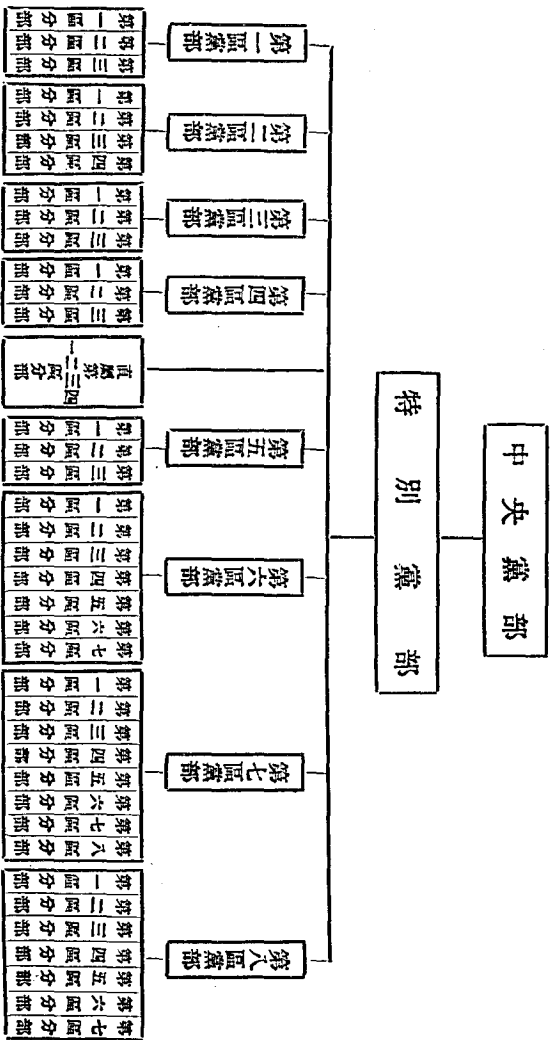 中央黨部
特別黨部
第一區黨部
第一區分部
第二區分部
第三區分部
第二區黨部
第一區分部
第二區分部
第三區分部
第四區分部
第三區黨部
第一區分部
第二區分部
第三區分部
第四區黨部
第一區分部
第二區分部
第三區分部
直屬第一二三四區分部
第五區黨部
第一區分部
第二區分部
第三區分部
第六區黨部
第一區分部
第二區分部
第三區分部
第四區分部
第五區分部
第六區分部
第七區分部
第七區黨部
第一區分部
第二區分部
第三區分部
第四區分部
第五區分部
第六區分部
第七區分部
第八區分部
第八區黨部
第一區分部
第二區分部
第三區分部
第四區分部
第五區分部
第六區分部
第七區分部